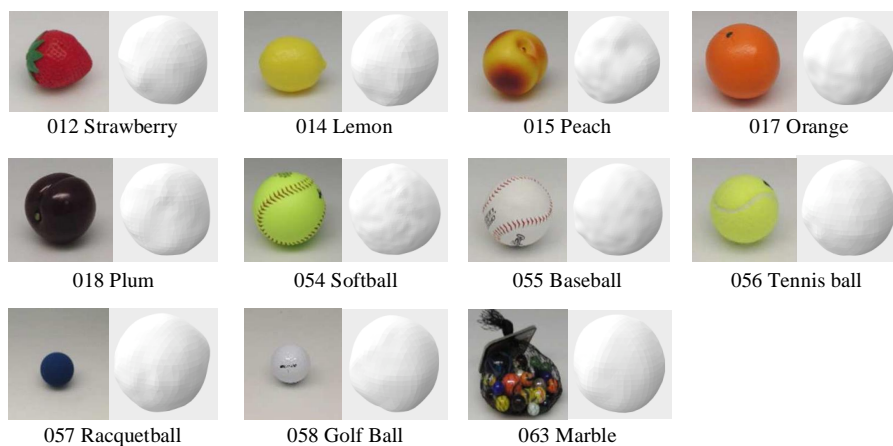 012 Strawberry
014 Lemon
015 Peach
017 Orange
018 Plum
054 Softball
055 Baseball
056 Tennis ball
057 Racquetball
058 Golf Ball
063 Marble